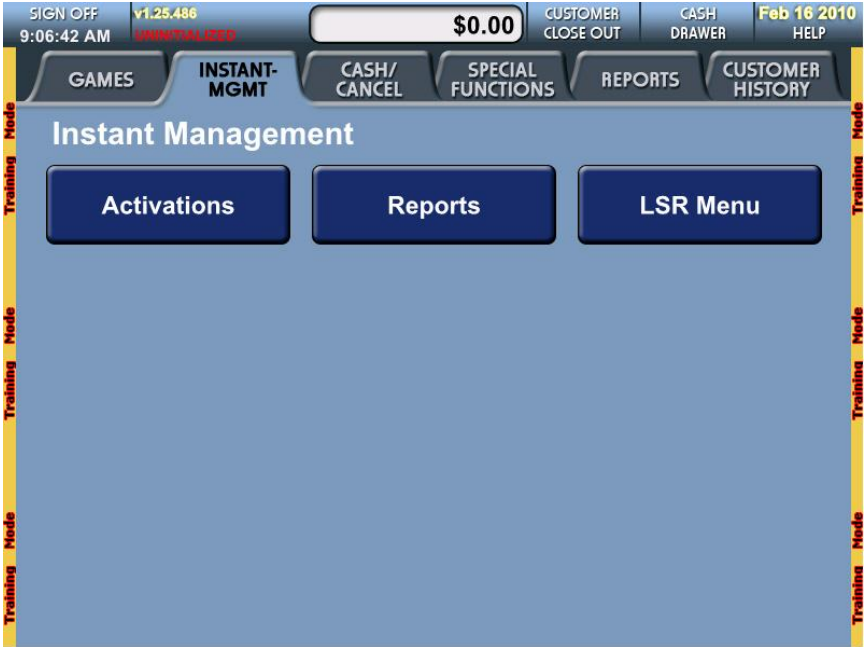 SIGN OFF
v1.25.486
$0.00
CUSTOMER
CLOSE OUT
CASH
DRAWER
Feb 16 2010
9:06:42 AM
UNINITIALIZED
HELP
GAMES
INSTANT-
MGMT
CASH/
CANCEL
SPECIAL
FUNCTIONS
REPORTS
CUSTOMER
HISTORY
Instant Management
Activations
Reports
LSR Menu
Training Mode
Training Mode
Training Mode
Training Mode
Training Mode
Training Mode